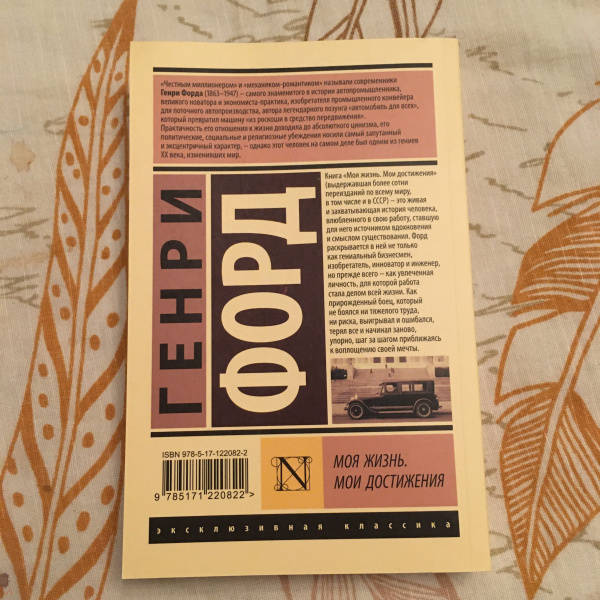 «Честным миллионером» и «механиком-романтиком» называли современники
Генри Форда (1863–1947) – самого знаменитого в истории автопромышленника,
великого новатора и экономиста-практика, изобретателя промышленного конвейера
для поточного автопроизводства, автора легендарного лозунга «автомобиль для всех»,
который превратил машину «из роскоши в средство передвижения».
Практичность его отношения к жизни доходила до абсолютного цинизма, его
политические, социальные и религиозные убеждения носили самый запутанный
и эксцентричный характер, – однако этот человек на самом деле был одним из гениев
XX века, изменивших мир.
ГЕНРИ
ФОРД
Книга «Моя жизнь. Мои достижения»
(выдержавшая более сотни
переизданий по всему миру,
в том числе и в СССР) – это живая
и захватывающая история человека,
влюбленного в свою работу, ставшую
для него источником вдохновения
и смыслом существования. Форд
раскрывается в ней не только
как гениальный бизнесмен,
изобретатель, инноватор и инженер,
но прежде всего – как увлеченная
личность, для которой работа
стала делом всей жизни. Как
прирожденный боец, который
не боялся ни тяжелого труда,
ни риска, выигрывал и ошибался,
терял все и начинал заново,
упорно, шаг за шагом приближаясь
к воплощению своей мечты.
ISBN 978-5-17-122082-2
9 785171 220822 >
N
МОЯ ЖИЗНЬ.
МОИ ДОСТИЖЕНИЯ
эксклюзивная классика